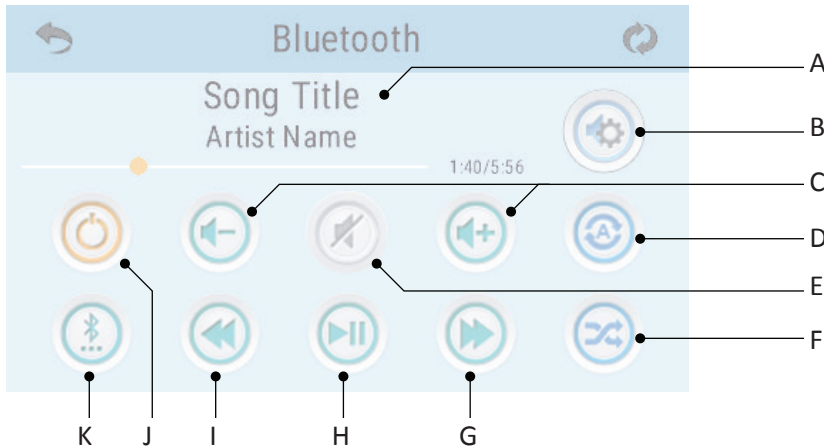 Bluetooth
Song Title
Artist Name
1:40/5:56
A
A
B
C
D
E
F
K
J
I
H
G